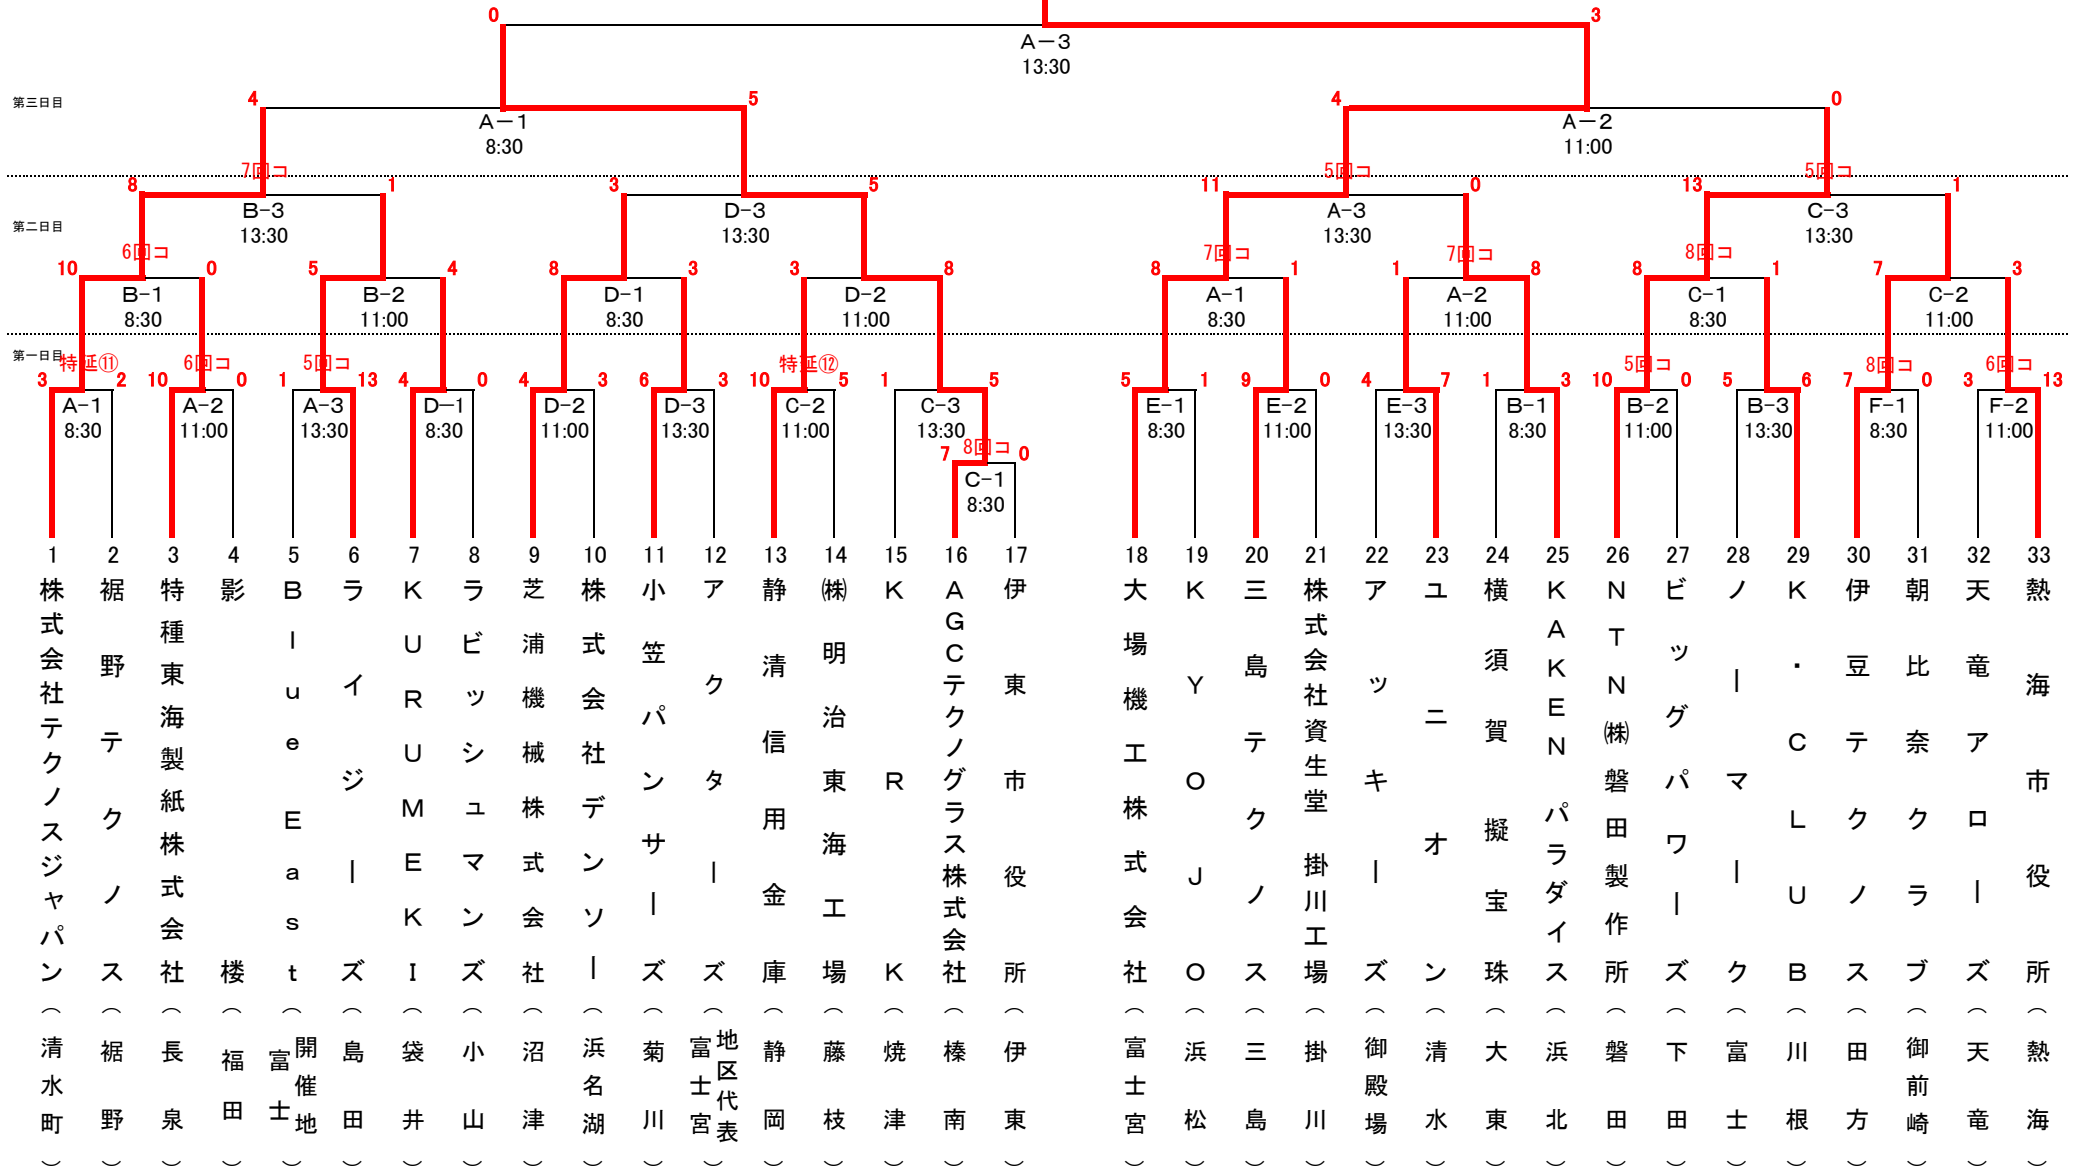 0 3
A－3
13:30
第三日目
4 5 4 0
A－1 A－2
8:30 11:00
7回コ 5回コ 5回コ
8 1 3 5 11 0 13 1
B-3 D-3 A-3 C-3
13:30 13:30 13:30 13:30
第二日目
6回コ 7回コ 7回コ 8回コ
10 0 5 4 8 3 3 8 8 1 1 8 8 1 7 3
B-1 B-2 D-1 D-2 A-1 A-2 C-1 C-2
8:30 11:00 8:30 11:00 8:30 11:00 8:30 11:00
第一日目
特延⑪ 6回コ 5回コ 特延⑫ 5回コ 8回コ 6回コ
3 2 10 0 1 13 4 0 4 3 6 3 10 5 1 5 5 1 9 0 4 7 1 3 10 0 5 6 7 0 3 13
A-1 A-2 A-3 D-1 D-2 D-3 C-2 C-3 E-1 E-2 E-3 B-1 B-2 B-3 F-1 F-2
8:30 11:00 13:30 8:30 11:00 13:30 11:00 13:30 8:30 11:00 13:30 8:30 11:00 13:30 8:30 11:00
8回コ
7 0
C-1
8:30
1 株式会社テクノスジャパン（清水町）
2 裾野テクノス（裾野）
3 特種東海製紙株式会社（長泉）
4 影楼（福田）
5 Blue East（開催地富士）
6 ライジーズ（島田）
7 KURUMEKI（袋井）
8 ラビッシュマンズ（小山）
9 芝浦機械株式会社（沼津）
10 株式会社デンソー（浜名湖）
11 小笠パンサーズ（菊川）
12 アクターズ（地区代表富士宮）
13 静清信用金庫（静岡）
14 ㈱明治東海工場（藤枝）
15 KRK（焼津）
16 AGCテクノグラス株式会社（榛南）
17 伊東市役所（伊東）
18 大場機工株式会社（富士宮）
19 KYOJO（浜松）
20 三島テクノス（三島）
21 株式会社資生堂 掛川工場（掛川）
22 アッキーズ（御殿場）
23 ユニオン（清水）
24 横須賀擬宝珠（大東）
25 KAKEN パラダイス（浜北）
26 NTN㈱磐田製作所（磐田）
27 ビッグパワーズ（下田）
28 ノーマーク（富士）
29 K・CLUB（川根）
30 伊豆テクノス（田方）
31 朝比奈クラブ（御前崎）
32 天竜アローズ（天竜）
33 熱海市役所（熱海）